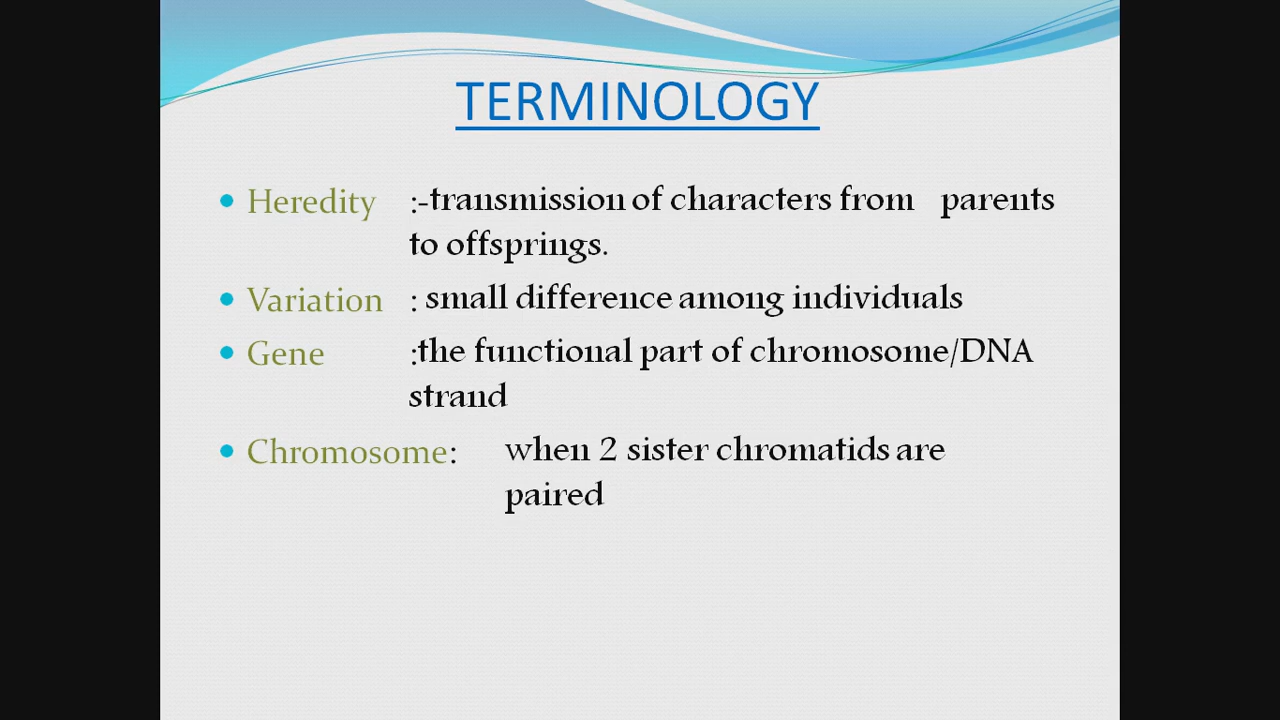 TERMINOLOGY
• Heredity :-transmission of characters from parents
to offsprings.
• Variation : small difference among individuals
• Gene :the functional part of chromosome/DNA
strand
• Chromosome: when 2 sister chromatids are
paired